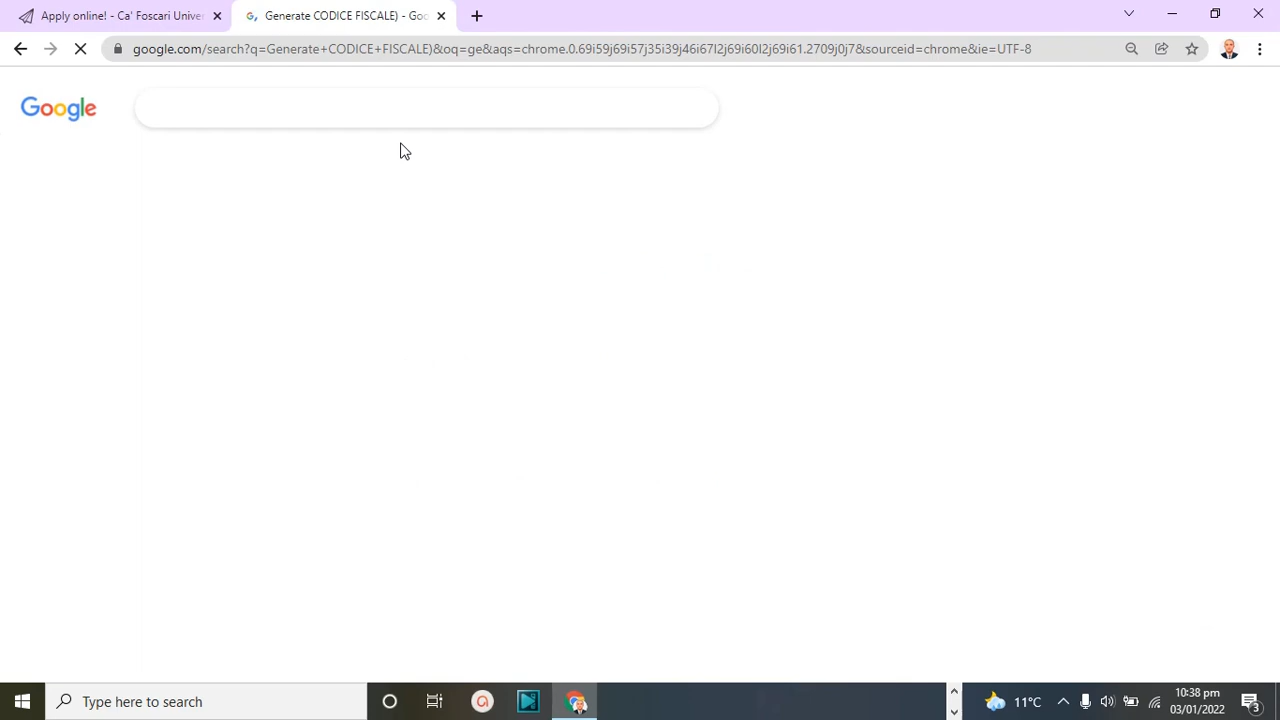 Apply online! - Ca' Foscari Univer
Generate CODICE FISCALE) - Goo
google.com/search?q=Generate+CODICE+FISCALE)&oq=ge&aqs=chrome.0.69i59j69i57j35i39j46i67l2j69i60l2j69i61.2709j0j7&sourceid=chrome&ie=UTF-8
Google
Type here to search
11°C
10:38 pm
03/01/2022
3